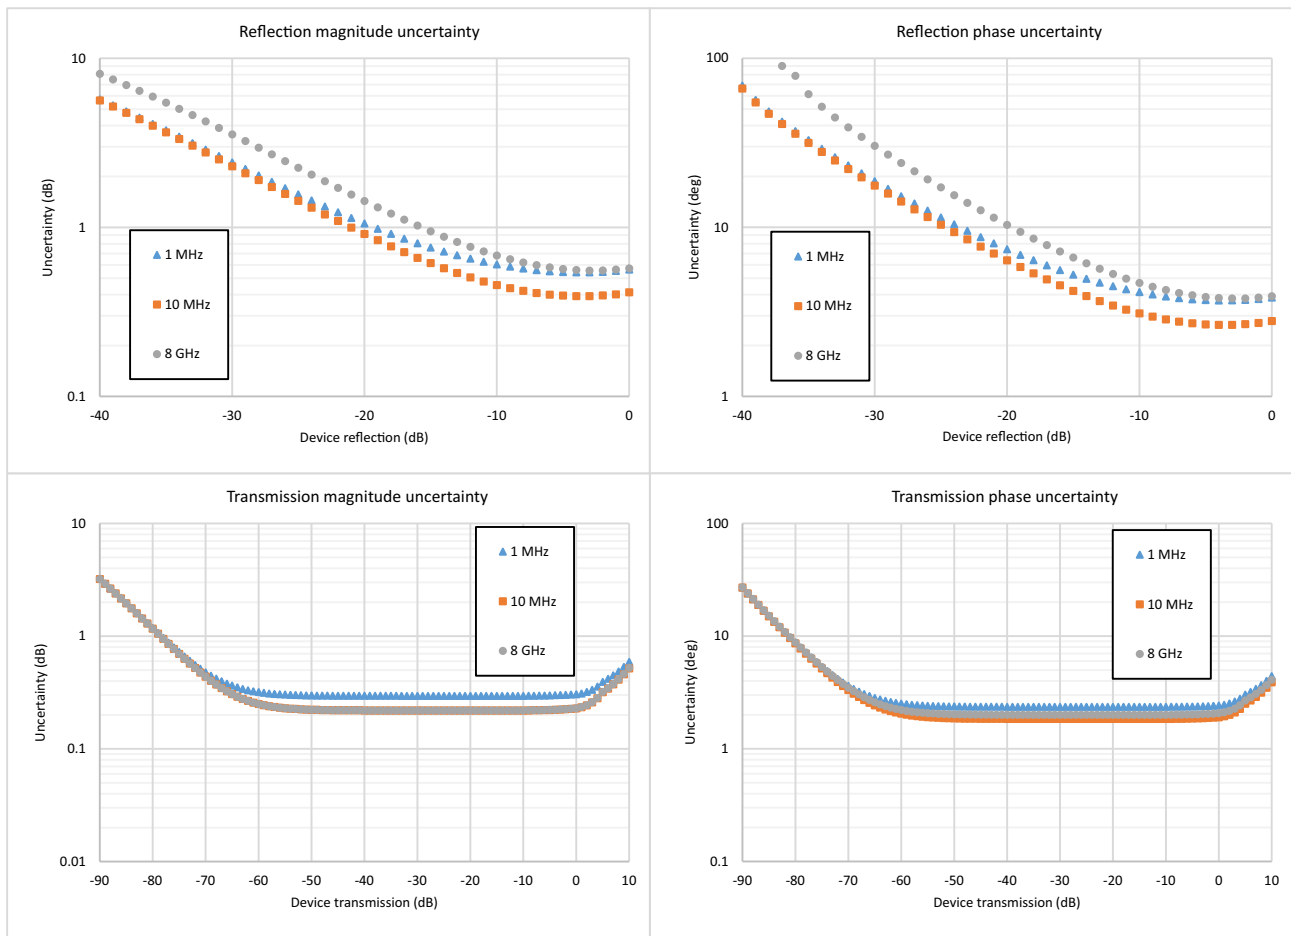 Reflection magnitude uncertainty
10
1
0.1
Uncertainty (dB)
1 MHz
10 MHz
8 GHz
-40 -30 -20 -10 0
Device reflection (dB)
Reflection phase uncertainty
100
10
1
Uncertainty (deg)
1 MHz
10 MHz
8 GHz
-40 -30 -20 -10 0
Device reflection (dB)
Transmission magnitude uncertainty
10
1
0.1
0.01
Uncertainty (dB)
1 MHz
10 MHz
8 GHz
-90 -80 -70 -60 -50 -40 -30 -20 -10 0 10
Device transmission (dB)
Transmission phase uncertainty
100
10
1
0.1
Uncertainty (deg)
1 MHz
10 MHz
8 GHz
-90 -80 -70 -60 -50 -40 -30 -20 -10 0 10
Device transmission (dB)